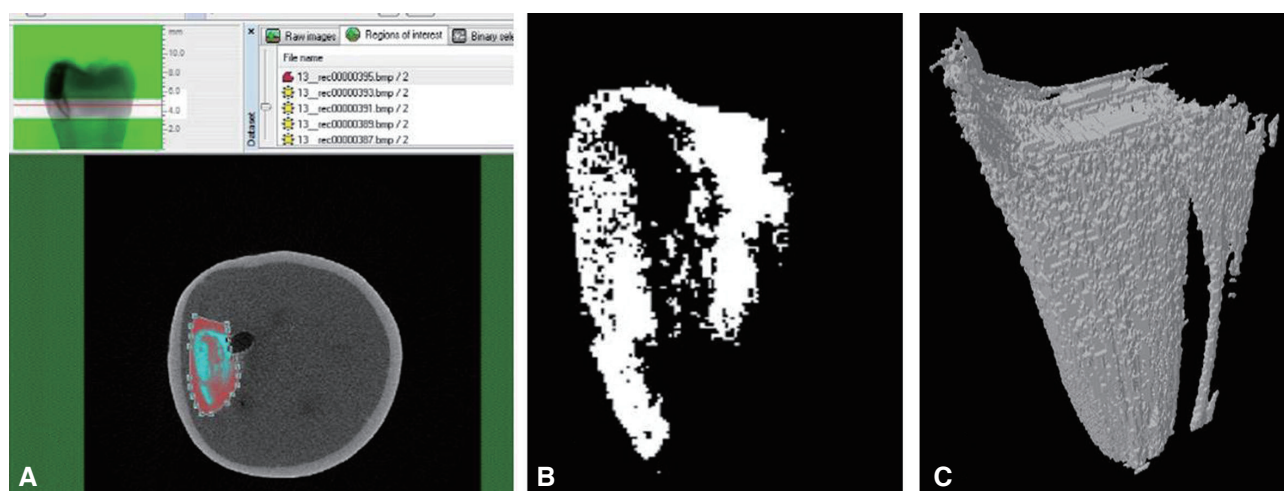 mm
10.0
8.0
6.0
4.0
2.0
×
Dataset
Raw images
Regions of interest
Binary sele
File name
13__rec00000395.bmp / 2
13__rec00000393.bmp / 2
13__rec00000391.bmp / 2
13__rec00000389.bmp / 2
13__rec00000387.bmp / 2
A
B
C